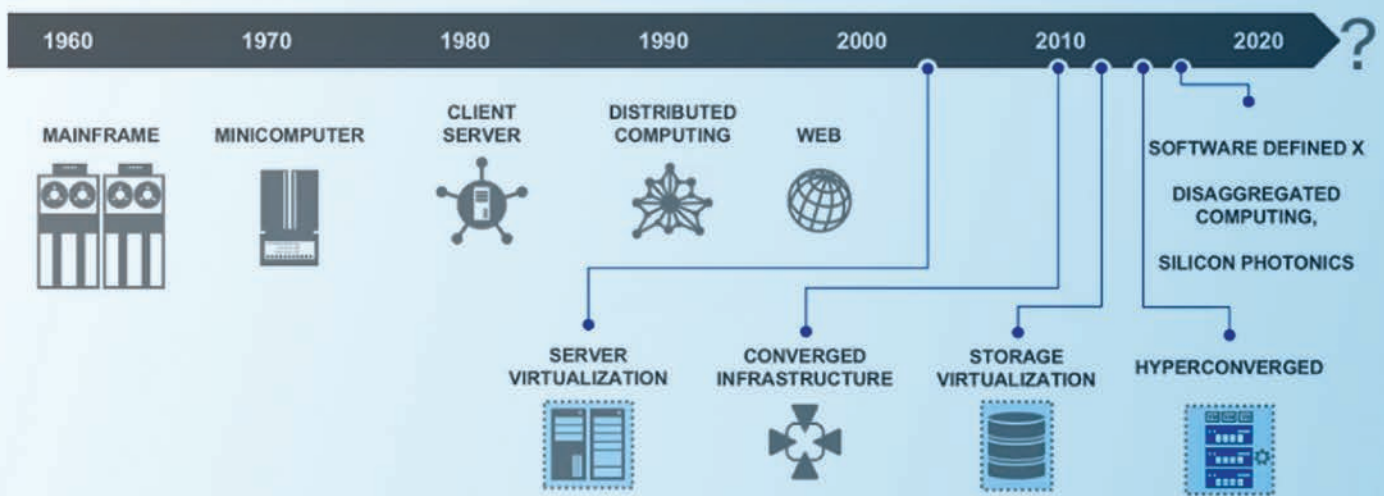 1960 1970 1980 1990 2000 2010 2020 ?
MAINFRAME
MINICOMPUTER
CLIENT
SERVER
DISTRIBUTED
COMPUTING
WEB
SOFTWARE DEFINED X
DISAGGREGATED
COMPUTING,
SILICON PHOTONICS
SERVER
VIRTUALIZATION
CONVERGED
INFRASTRUCTURE
STORAGE
VIRTUALIZATION
HYPERCONVERGED